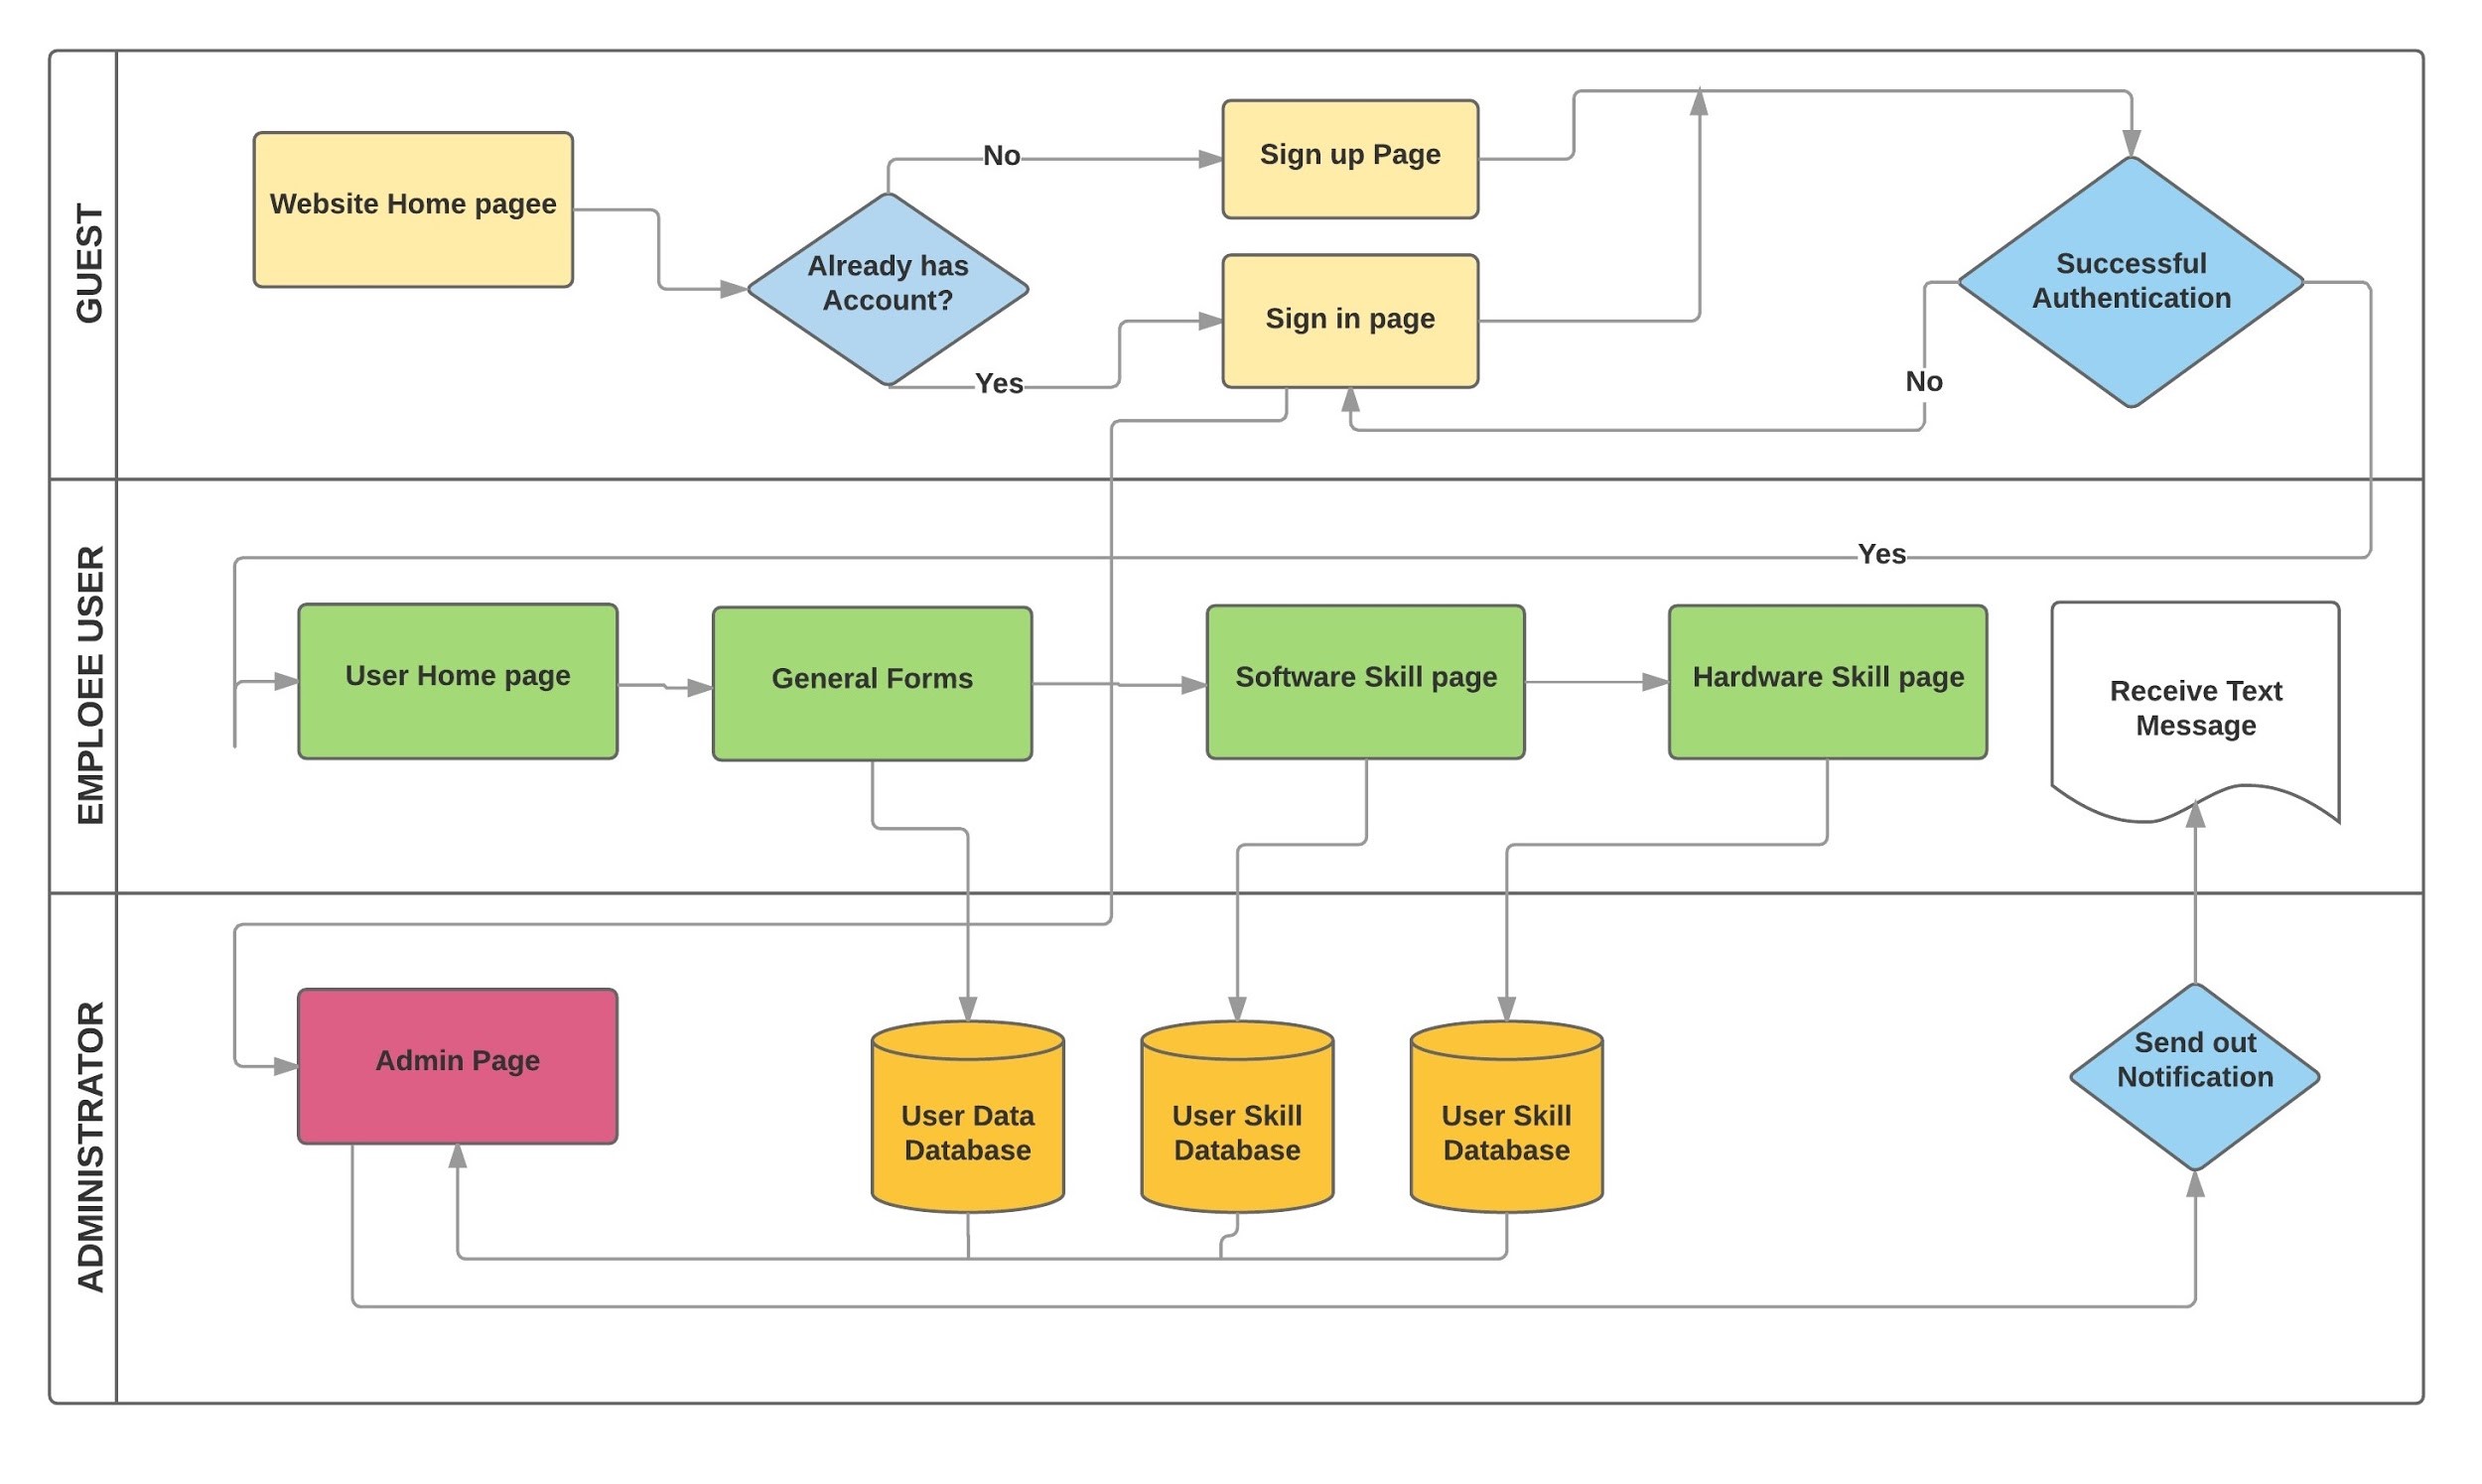 GUEST
Website Home pagee
Already has
Account?
No
Yes
Sign up Page
Sign in page
Successful
Authentication
No
EMPLOEE USER
Yes
User Home page
General Forms
Software Skill page
Hardware Skill page
Receive Text
Message
ADMINISTRATOR
Admin Page
User Data
Database
User Skill
Database
User Skill
Database
Send out
Notification